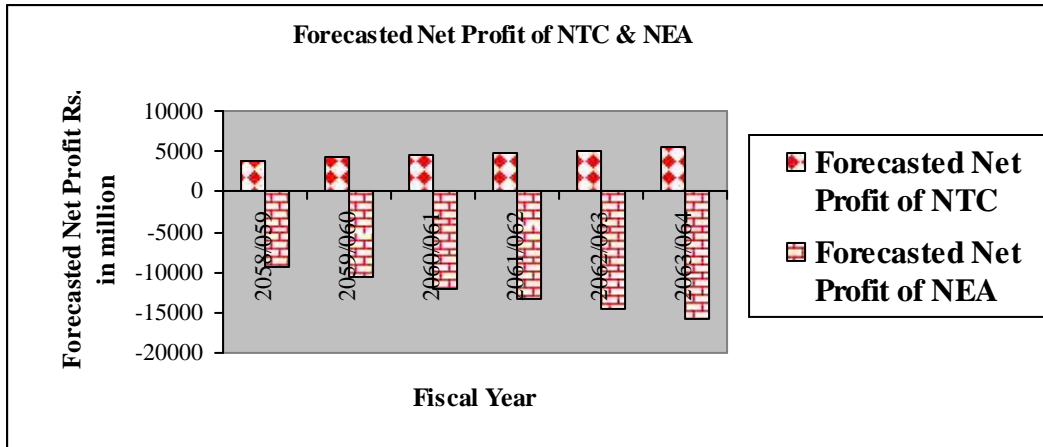 Forecasted Net Profit of NTC & NEA
Forecasted Net Profit Rs.
in million
10000
5000
0
-5000
-10000
-15000
-20000
2058/059
2059/060
2060/061
2061/062
2062/063
2063/064
Fiscal Year
Forecasted Net
Profit of NTC
Forecasted Net
Profit of NEA